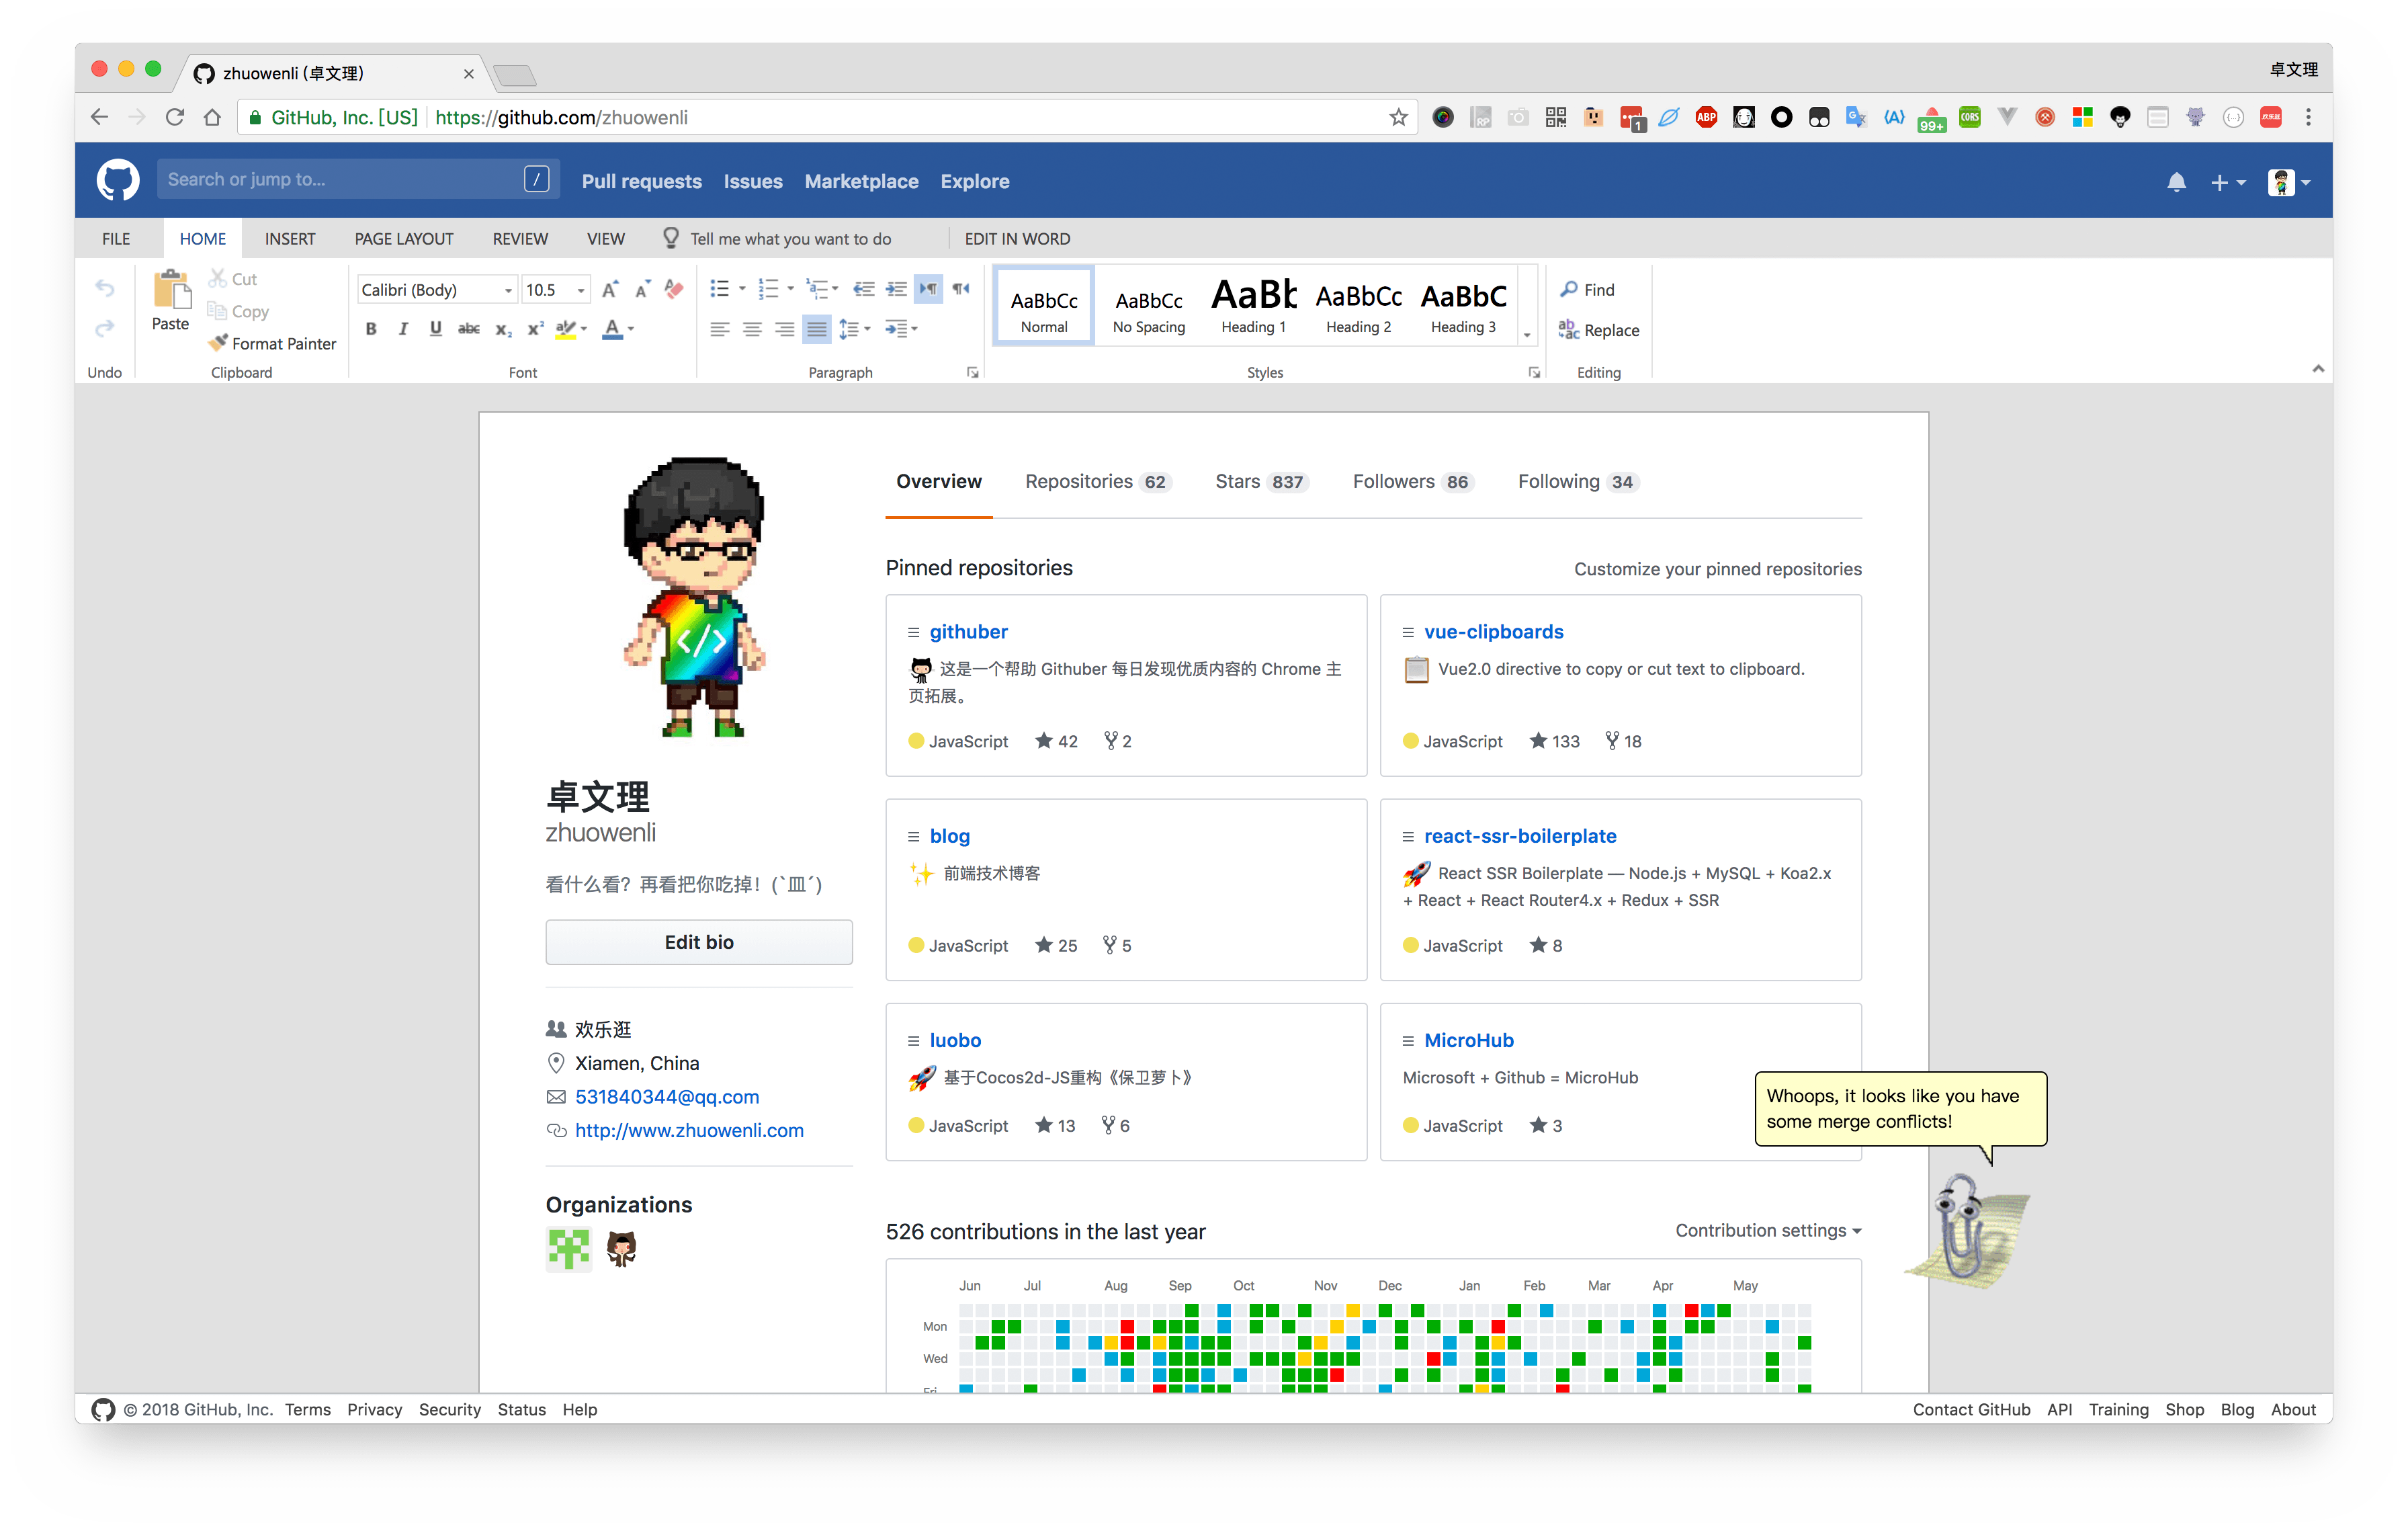 zhuowenli (卓文理)
卓文理
GitHub, Inc. [US] https://github.com/zhuowenli
RP
1
ABP
99+
CORS
Search or jump to... /
Pull requests Issues Marketplace Explore
FILE HOME INSERT PAGE LAYOUT REVIEW VIEW Tell me what you want to do EDIT IN WORD
Paste
Cut
Copy
Format Painter
Calibri (Body) 10.5
AaBbCc Normal
AaBbCc No Spacing
AaBb Heading 1
AaBbCc Heading 2
AaBbC Heading 3
Find
Replace
Undo Clipboard Font Paragraph Styles Editing
Overview Repositories 62 Stars 837 Followers 86 Following 34
Pinned repositories Customize your pinned repositories
githuber
这是一个帮助 Githuber 每日发现优质内容的 Chrome 主
页拓展。
JavaScript 42 2
vue-clipboards
Vue2.0 directive to copy or cut text to clipboard.
JavaScript 133 18
blog
前端技术博客
JavaScript 25 5
react-ssr-boilerplate
React SSR Boilerplate — Node.js + MySQL + Koa2.x
+ React + React Router4.x + Redux + SSR
JavaScript 8
luobo
基于Cocos2d-JS重构《保卫萝卜》
JavaScript 13 6
MicroHub
Microsoft + Github = MicroHub
JavaScript 3
</>
卓文理
zhuowenli
看什么看？再看把你吃掉！(`皿´)
Edit bio
欢乐逛
Xiamen, China
531840344@qq.com
http://www.zhuowenli.com
Organizations
Whoops, it looks like you have
some merge conflicts!
526 contributions in the last year Contribution settings
Jun Jul Aug Sep Oct Nov Dec Jan Feb Mar Apr May
Mon
Wed
Fri
© 2018 GitHub, Inc. Terms Privacy Security Status Help
Contact GitHub API Training Shop Blog About